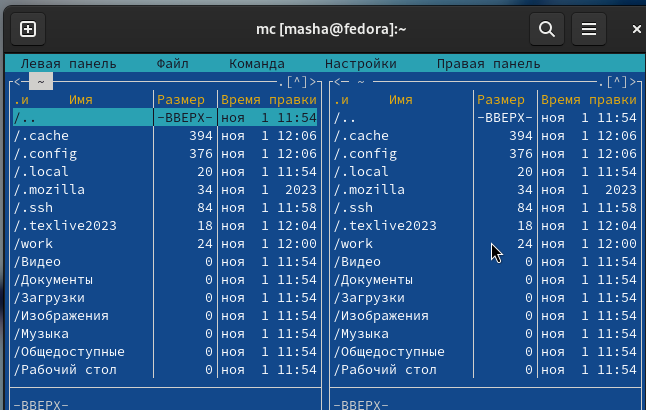 mc [masha@fedora]:~
Левая панель Файл Команда Настройки Правая панель
<- ~ .[^]> <- ~ .[^]>
.и Имя Размер Время правки .и Имя Размер Время правки
/.. -ВВЕРХ- ноя 1 11:54 /.. -ВВЕРХ- ноя 1 11:54
/.cache 394 ноя 1 12:06 /.cache 394 ноя 1 12:06
/.config 376 ноя 1 12:06 /.config 376 ноя 1 12:06
/.local 20 ноя 1 11:54 /.local 20 ноя 1 11:54
/.mozilla 34 ноя 1 2023 /.mozilla 34 ноя 1 2023
/.ssh 84 ноя 1 11:58 /.ssh 84 ноя 1 11:58
/.texlive2023 18 ноя 1 12:04 /.texlive2023 18 ноя 1 12:04
/work 24 ноя 1 12:00 /work 24 ноя 1 12:00
/Видео 0 ноя 1 11:54 /Видео 0 ноя 1 11:54
/Документы 0 ноя 1 11:54 /Документы 0 ноя 1 11:54
/Загрузки 0 ноя 1 11:54 /Загрузки 0 ноя 1 11:54
/Изображения 0 ноя 1 11:54 /Изображения 0 ноя 1 11:54
/Музыка 0 ноя 1 11:54 /Музыка 0 ноя 1 11:54
/Общедоступные 0 ноя 1 11:54 /Общедоступные 0 ноя 1 11:54
/Рабочий стол 0 ноя 1 11:54 /Рабочий стол 0 ноя 1 11:54
-ВВЕРХ- -ВВЕРХ-